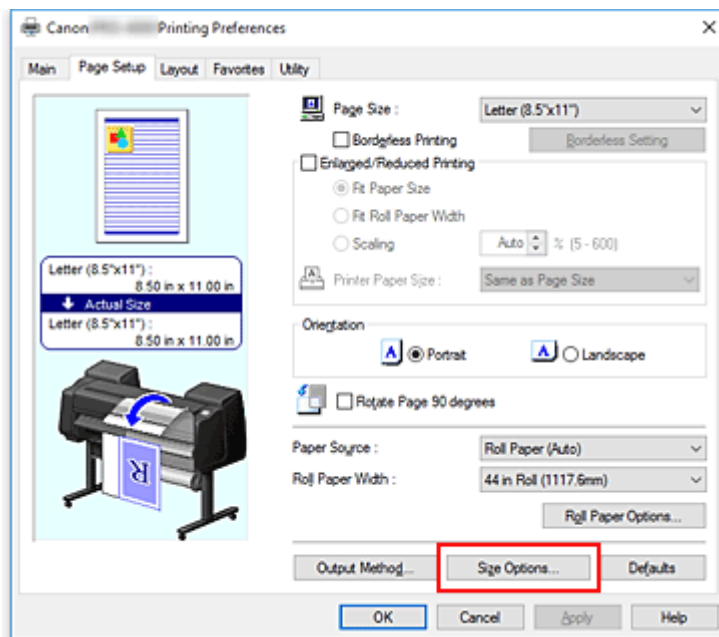 Canon Printing Preferences
Main Page Setup Layout Favorites Utility
Page Size : Letter (8.5"x11")
Borderless Printing Borderless Setting
Enlarged/Reduced Printing
Fit Paper Size
Fit Roll Paper Width
Scaling Auto % (5 - 600)
Printer Paper Size : Same as Page Size
Letter (8.5"x11") :
8.50 in x 11.00 in
Actual Size
Letter (8.5"x11") :
8.50 in x 11.00 in
Orientation
A Portrait A Landscape
Rotate Page 90 degrees
R
Paper Source : Roll Paper (Auto)
Roll Paper Width : 44 in Roll (1117.6mm)
Roll Paper Options...
Output Method... Size Options... Defaults
OK Cancel Apply Help